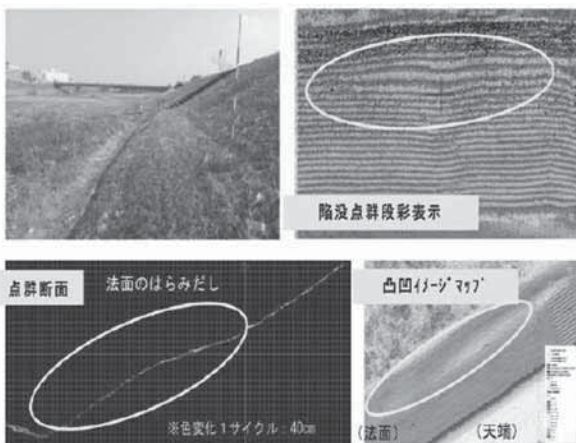 陥没点群段彩表示
点群断面
法面のはらみだし
※色変化1サイクル：40㎝
凸凹ｲﾒｰｼﾞﾏｯﾌﾟ
(法面)
(天端)